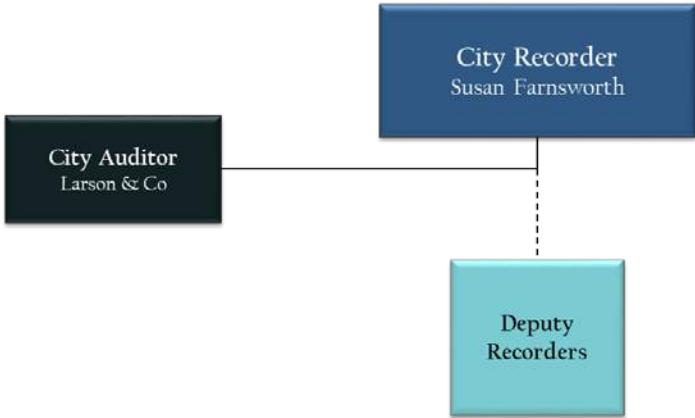 City Recorder
Susan Farnsworth
City Auditor
Larson & Co
Deputy
Recorders